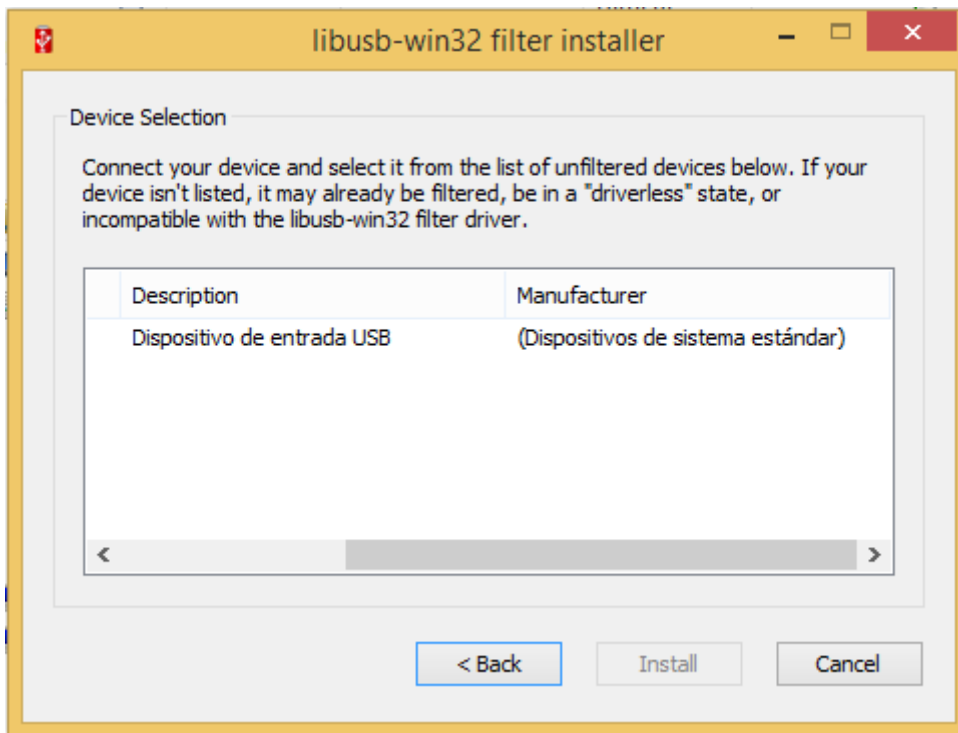 libusb-win32 filter installer
Device Selection
Connect your device and select it from the list of unfiltered devices below. If your
device isn't listed, it may already be filtered, be in a "driverless" state, or
incompatible with the libusb-win32 filter driver.
Description Manufacturer
Dispositivo de entrada USB (Dispositivos de sistema estándar)
< Back Install Cancel